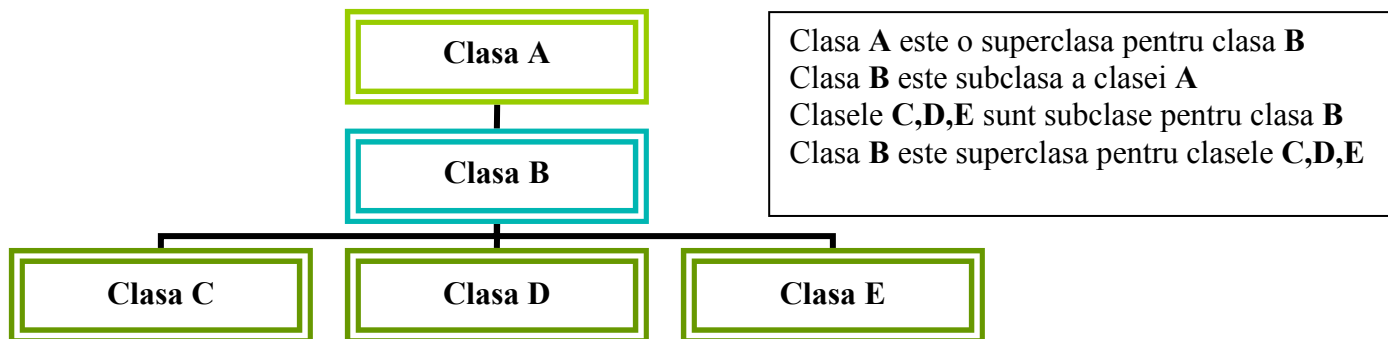 Clasa A
Clasa B
Clasa C
Clasa D
Clasa E
Clasa A este o superclasa pentru clasa B
Clasa B este subclasa a clasei A
Clasele C,D,E sunt subclase pentru clasa B
Clasa B este superclasa pentru clasele C,D,E